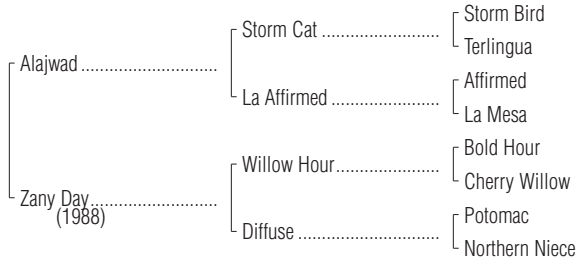 Storm Bird
Storm Cat ........................
Terlingua
Alajwad ............................
Affirmed
La Affirmed ......................
La Mesa
Bold Hour
Willow Hour.....................
Cherry Willow
Zany Day..........................
(1988)
Potomac
Diffuse .............................
Northern Niece